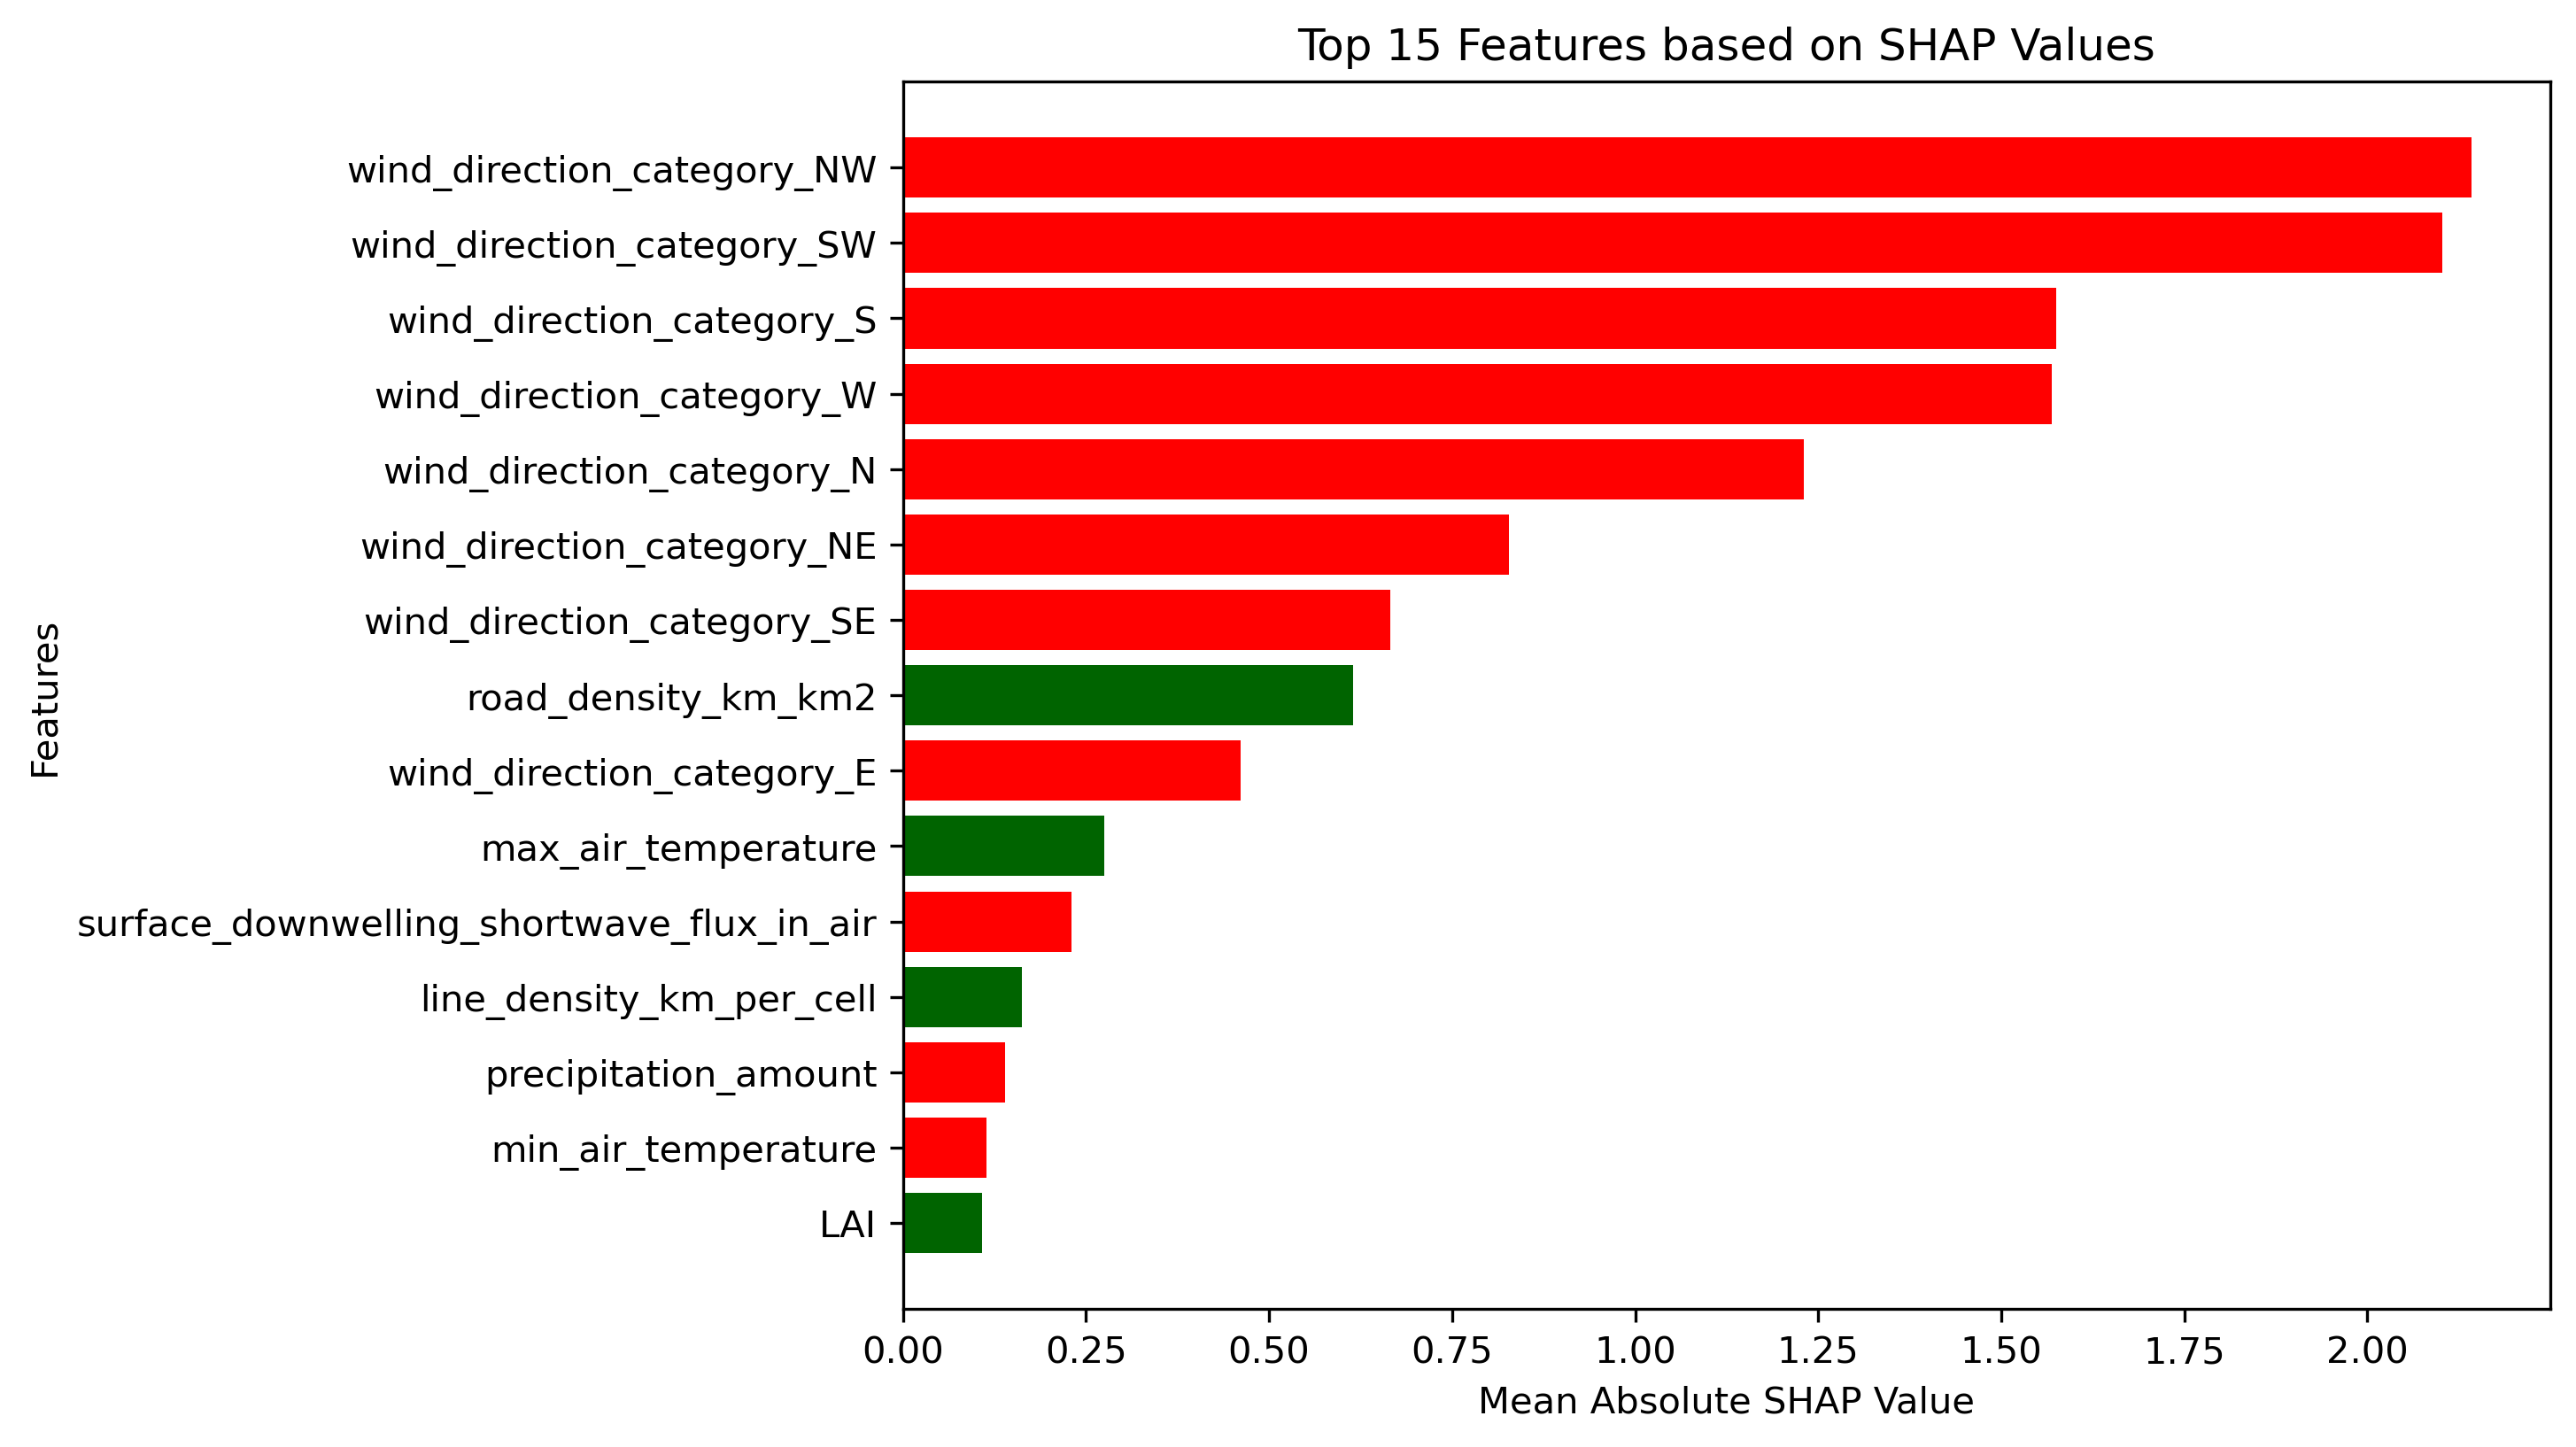 Top 15 Features based on SHAP Values
Features
wind_direction_category_NW
wind_direction_category_SW
wind_direction_category_S
wind_direction_category_W
wind_direction_category_N
wind_direction_category_NE
wind_direction_category_SE
road_density_km_km2
wind_direction_category_E
max_air_temperature
surface_downwelling_shortwave_flux_in_air
line_density_km_per_cell
precipitation_amount
min_air_temperature
LAI
0.00 0.25 0.50 0.75 1.00 1.25 1.50 1.75 2.00
Mean Absolute SHAP Value